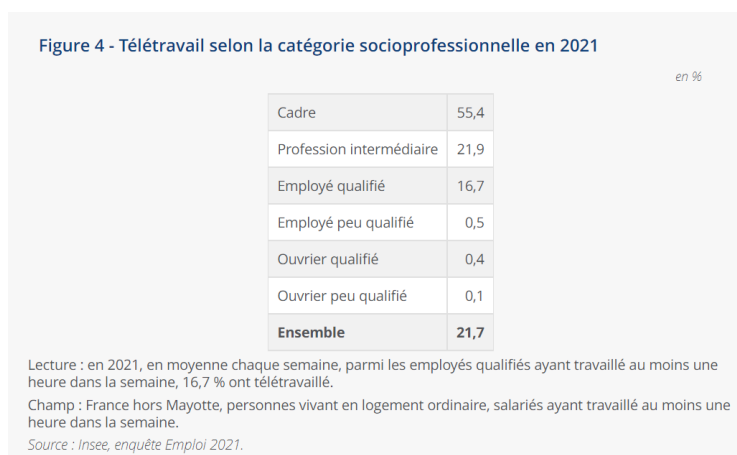 Figure 4 - Télétravail selon la catégorie socioprofessionnelle en 2021
en %
Cadre 55,4
Profession intermédiaire 21,9
Employé qualifié 16,7
Employé peu qualifié 0,5
Ouvrier qualifié 0,4
Ouvrier peu qualifié 0,1
Ensemble 21,7
Lecture : en 2021, en moyenne chaque semaine, parmi les employés qualifiés ayant travaillé au moins une
heure dans la semaine, 16,7 % ont télétravaillé.
Champ : France hors Mayotte, personnes vivant en logement ordinaire, salariés ayant travaillé au moins une
heure dans la semaine.
Source : Insee, enquête Emploi 2021.